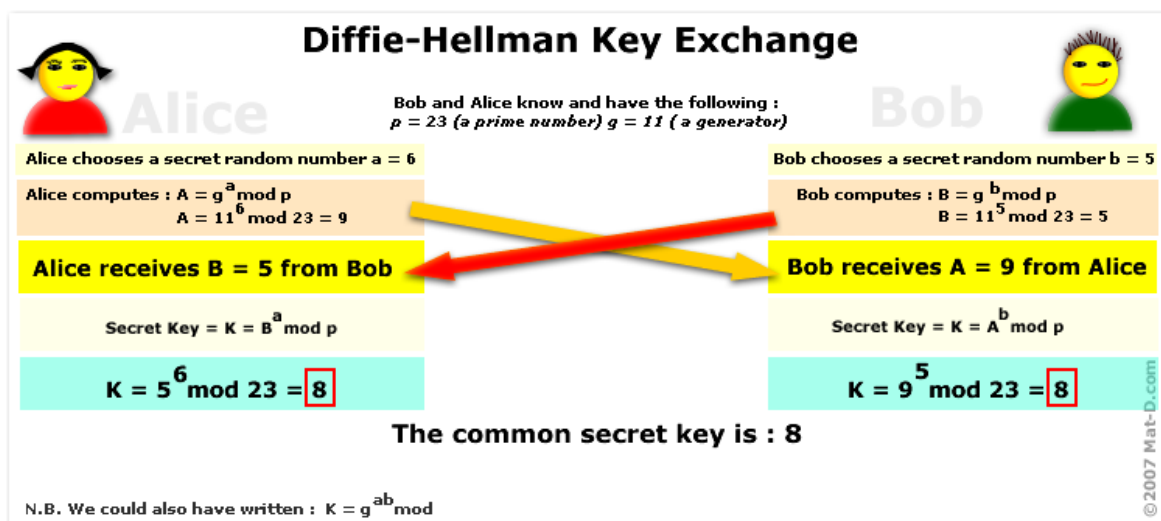 Diffie-Hellman Key Exchange
Alice
Bob
Bob and Alice know and have the following :
p = 23 (a prime number) g = 11 ( a generator)
Alice chooses a secret random number a = 6
Alice computes : A = g^a mod p
A = 11^6 mod 23 = 9
Alice receives B = 5 from Bob
Secret Key = K = B^a mod p
K = 5^6 mod 23 = 8
Bob chooses a secret random number b = 5
Bob computes : B = g^b mod p
B = 11^5 mod 23 = 5
Bob receives A = 9 from Alice
Secret Key = K = A^b mod p
K = 9^5 mod 23 = 8
The common secret key is : 8
N.B. We could also have written : K = g^ab mod
©2007 Mat-D.com